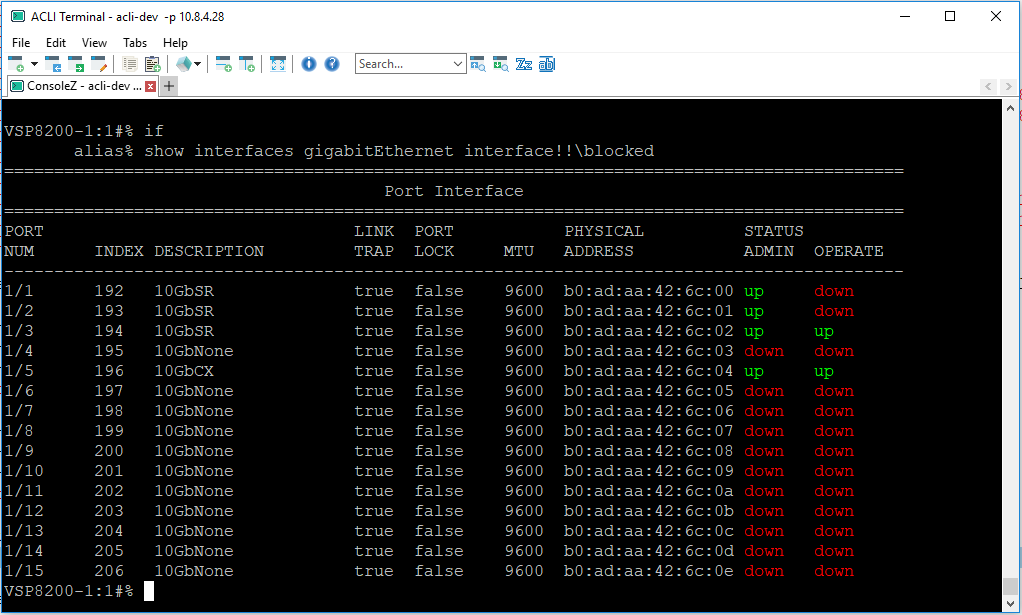 ACLI Terminal - acli-dev -p 10.8.4.28
File Edit View Tabs Help
Search...
ConsoleZ - acli-dev ...
VSP8200-1:1#% if
alias% show interfaces gigabitEthernet interface!!\blocked
==========================================================================================
Port Interface
==========================================================================================
PORT LINK PORT PHYSICAL STATUS
NUM INDEX DESCRIPTION TRAP LOCK MTU ADDRESS ADMIN OPERATE
------------------------------------------------------------------------------------------
1/1 192 10GbSR true false 9600 b0:ad:aa:42:6c:00 up down
1/2 193 10GbSR true false 9600 b0:ad:aa:42:6c:01 up down
1/3 194 10GbSR true false 9600 b0:ad:aa:42:6c:02 up up
1/4 195 10GbNone true false 9600 b0:ad:aa:42:6c:03 down down
1/5 196 10GbCX true false 9600 b0:ad:aa:42:6c:04 up up
1/6 197 10GbNone true false 9600 b0:ad:aa:42:6c:05 down down
1/7 198 10GbNone true false 9600 b0:ad:aa:42:6c:06 down down
1/8 199 10GbNone true false 9600 b0:ad:aa:42:6c:07 down down
1/9 200 10GbNone true false 9600 b0:ad:aa:42:6c:08 down down
1/10 201 10GbNone true false 9600 b0:ad:aa:42:6c:09 down down
1/11 202 10GbNone true false 9600 b0:ad:aa:42:6c:0a down down
1/12 203 10GbNone true false 9600 b0:ad:aa:42:6c:0b down down
1/13 204 10GbNone true false 9600 b0:ad:aa:42:6c:0c down down
1/14 205 10GbNone true false 9600 b0:ad:aa:42:6c:0d down down
1/15 206 10GbNone true false 9600 b0:ad:aa:42:6c:0e down down
VSP8200-1:1#%